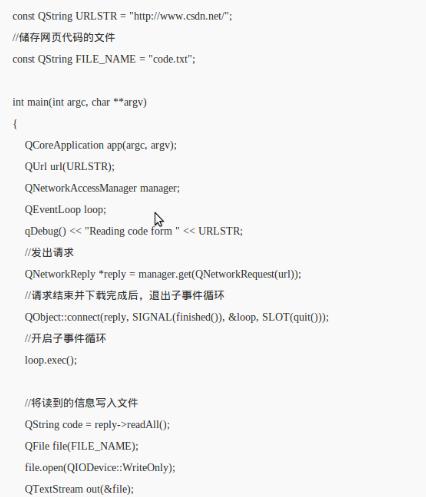 const QString URLSTR = "http://www.csdn.net/";
//储存网页代码的文件
const QString FILE_NAME = "code.txt";
int main(int argc, char **argv)
{
QCoreApplication app(argc, argv);
QUrl url(URLSTR);
QNetworkAccessManager manager;
QEventLoop loop;
qDebug() << "Reading code form " << URLSTR;
//发出请求
QNetworkReply *reply = manager.get(QNetworkRequest(url));
//请求结束并下载完成后，退出子事件循环
QObject::connect(reply, SIGNAL(finished()), &loop, SLOT(quit()));
//开启子事件循环
loop.exec();
//将读到的信息写入文件
QString code = reply->readAll();
QFile file(FILE_NAME);
file.open(QIODevice::WriteOnly);
QTextStream out(&file);